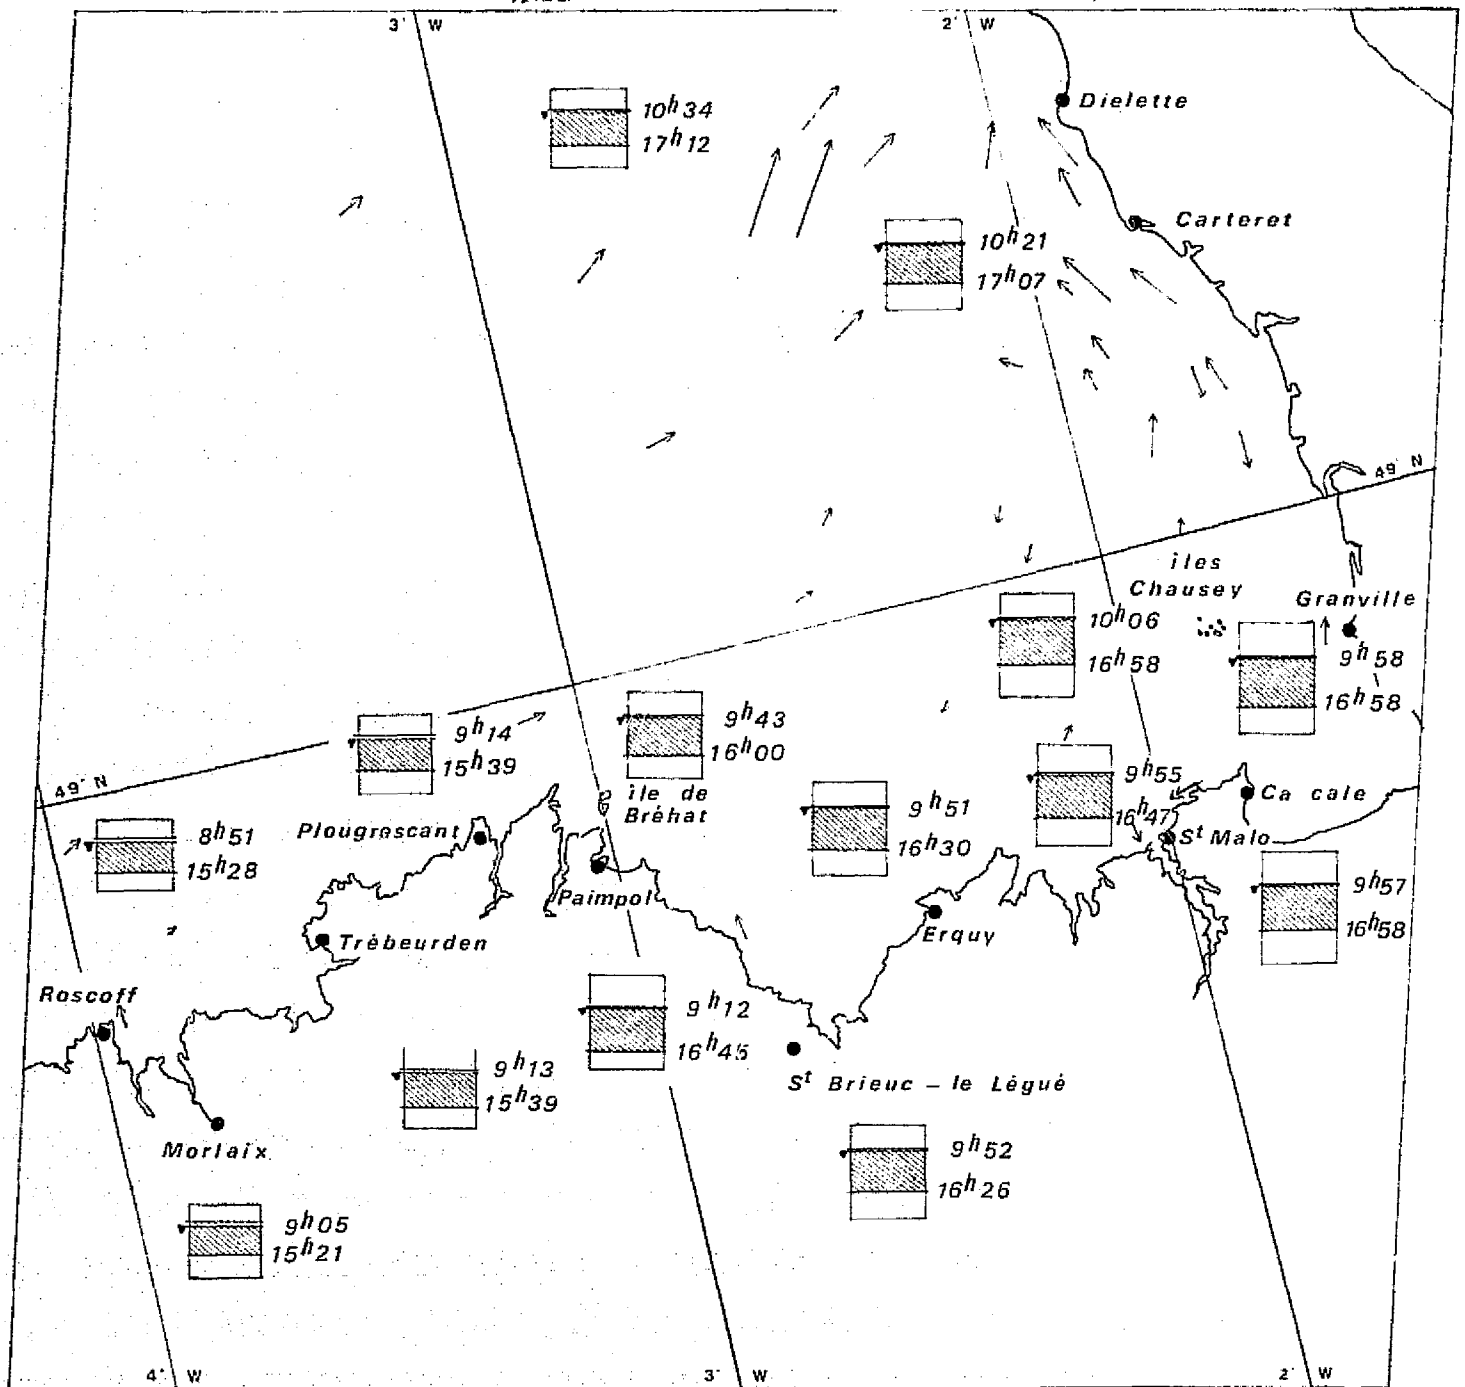 3° W
2° W
Dielette
10h34
17h12
Carteret
10h21
17h07
49° N
îles
Chausey
Granville
10h06
16h58
9h58
16h58
9h14
15h39
9h43
16h00
île de
Bréhat
49° N
9h55
16h47
Ca cale
9h51
16h30
8h51
15h28
Plougrescant
St Malo
Paimpol
9h57
16h58
Erquy
Trébeurden
Roscoff
9h12
16h45
9h13
15h39
St Brieuc – le Légué
Morlaix
9h52
16h26
9h05
15h21
4° W
3° W
2° W